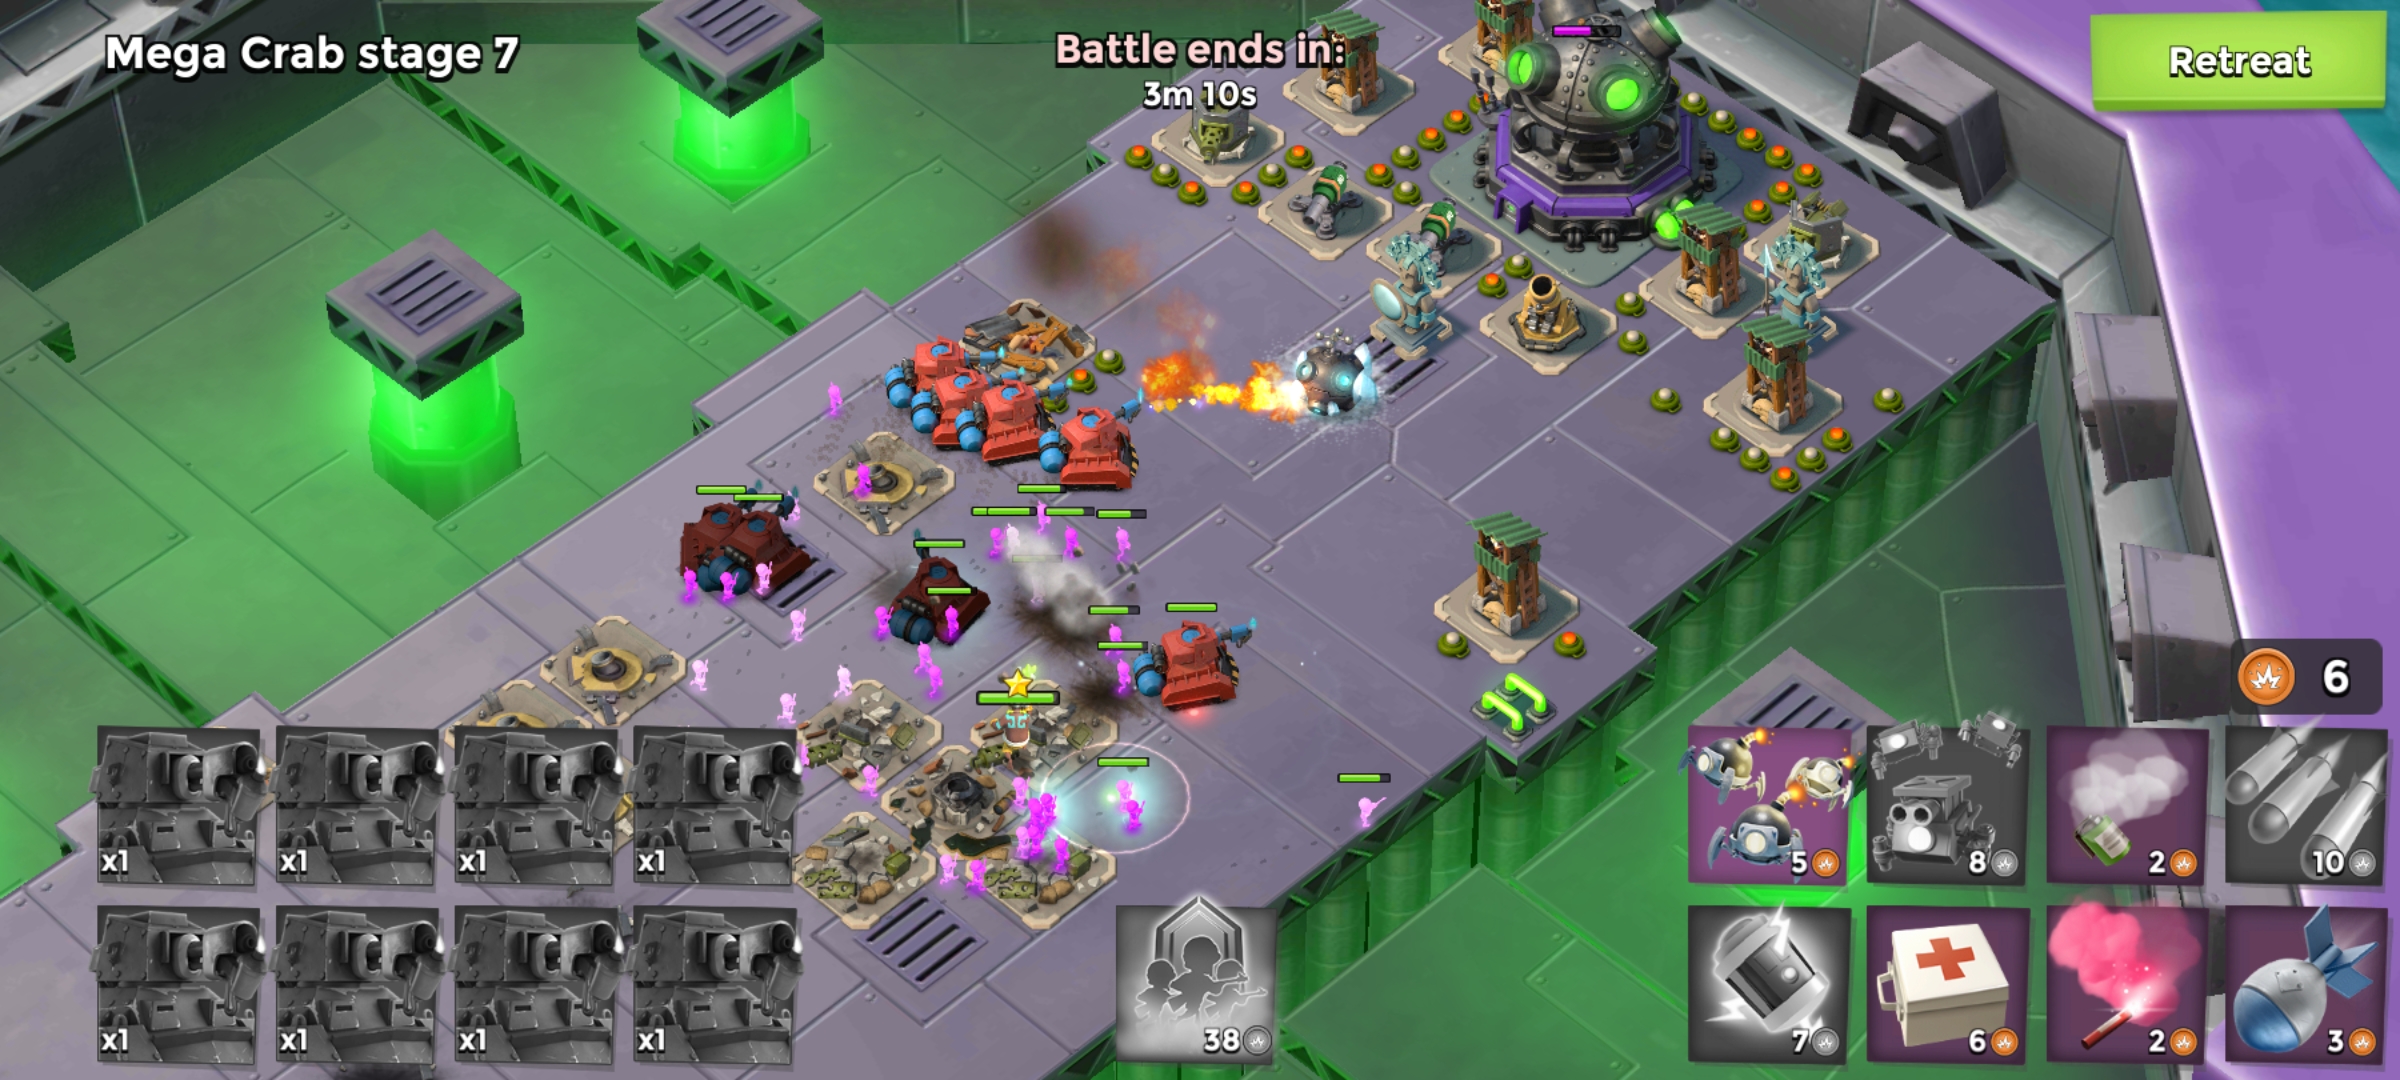 Mega Crab stage 7
Battle ends in:
3m 10s
Retreat
6
x1
x1
x1
x1
5
8
2
10
x1
x1
x1
x1
38
7
6
2
3